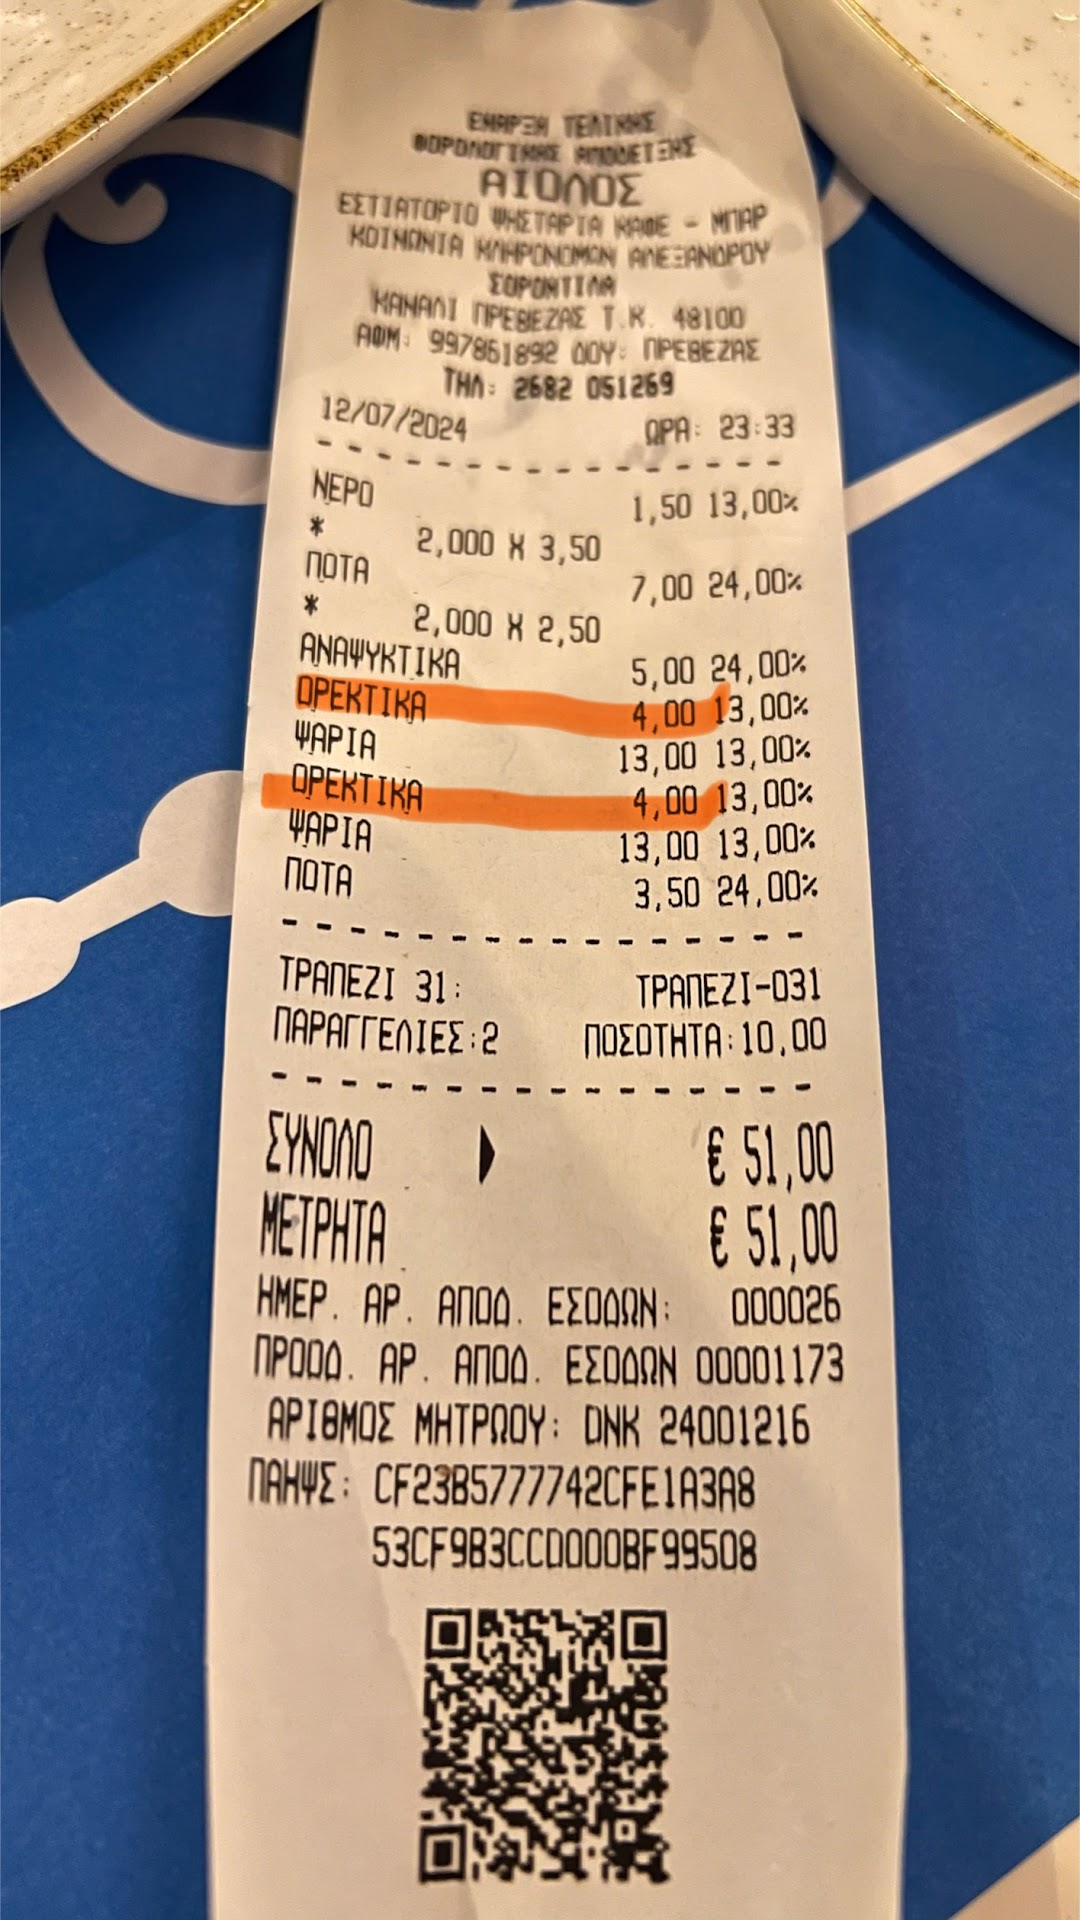 ΕΝΑΡΞΗ ΤΕΛΙΚΗΣ
ΦΟΡΟΛΟΓΙΚΗΣ ΑΠΟΔΕΙΞΗΣ
ΑΙΟΛΟΣ
ΕΣΤΙΑΤΟΡΙΟ ΨΗΣΤΑΡΙΑ ΚΑΦΕ - ΜΠΑΡ
ΚΟΙΝΩΝΙΑ ΚΛΗΡΟΝΟΜΩΝ ΑΛΕΞΑΝΔΡΟΥ
ΚΑΝΑΛΙ ΠΡΕΒΕΖΑΣ Τ.Κ. 48100
ΑΦΜ: 997861892 ΔΟΥ: ΠΡΕΒΕΖΑΣ
ΤΗΛ: 2682 051269
12/07/2024 ΩΡΑ: 23:33
ΝΕΡΟ 1,50 13,00%
* 2,000 X 3,50
ΠΟΤΑ 7,00 24,00%
* 2,000 X 2,50
ΑΝΑΨΥΚΤΙΚΑ 5,00 24,00%
ΟΡΕΚΤΙΚΑ 4,00 13,00%
ΨΑΡΙΑ 13,00 13,00%
ΟΡΕΚΤΙΚΑ 4,00 13,00%
ΨΑΡΙΑ 13,00 13,00%
ΠΟΤΑ 3,50 24,00%
ΤΡΑΠΕΖΙ 31: ΤΡΑΠΕΖΙ-031
ΠΑΡΑΓΓΕΛΙΕΣ:2 ΠΟΣΟΤΗΤΑ:10,00
ΣΥΝΟΛΟ € 51,00
ΜΕΤΡΗΤΑ € 51,00
ΗΜΕΡ. ΑΡ. ΑΠΟΔ. ΕΣΟΔΩΝ: 000026
ΠΡΟΟΔ. ΑΡ. ΑΠΟΔ. ΕΣΟΔΩΝ 00001173
ΑΡΙΘΜΟΣ ΜΗΤΡΩΟΥ: DNK 24001216
ΠΑΗΨΣ: CF23B5777742CFE1A3A8
53CF9B3CCD000BF99508